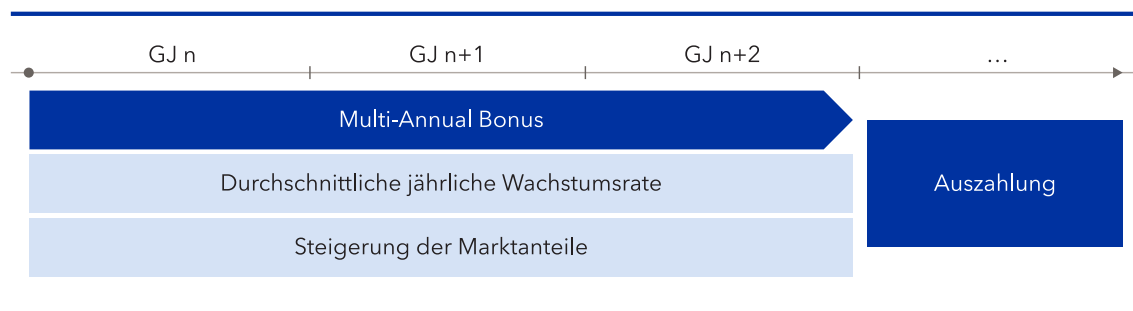 GJ n GJ n+1 GJ n+2 …
Multi-Annual Bonus
Durchschnittliche jährliche Wachstumsrate
Auszahlung
Steigerung der Marktanteile